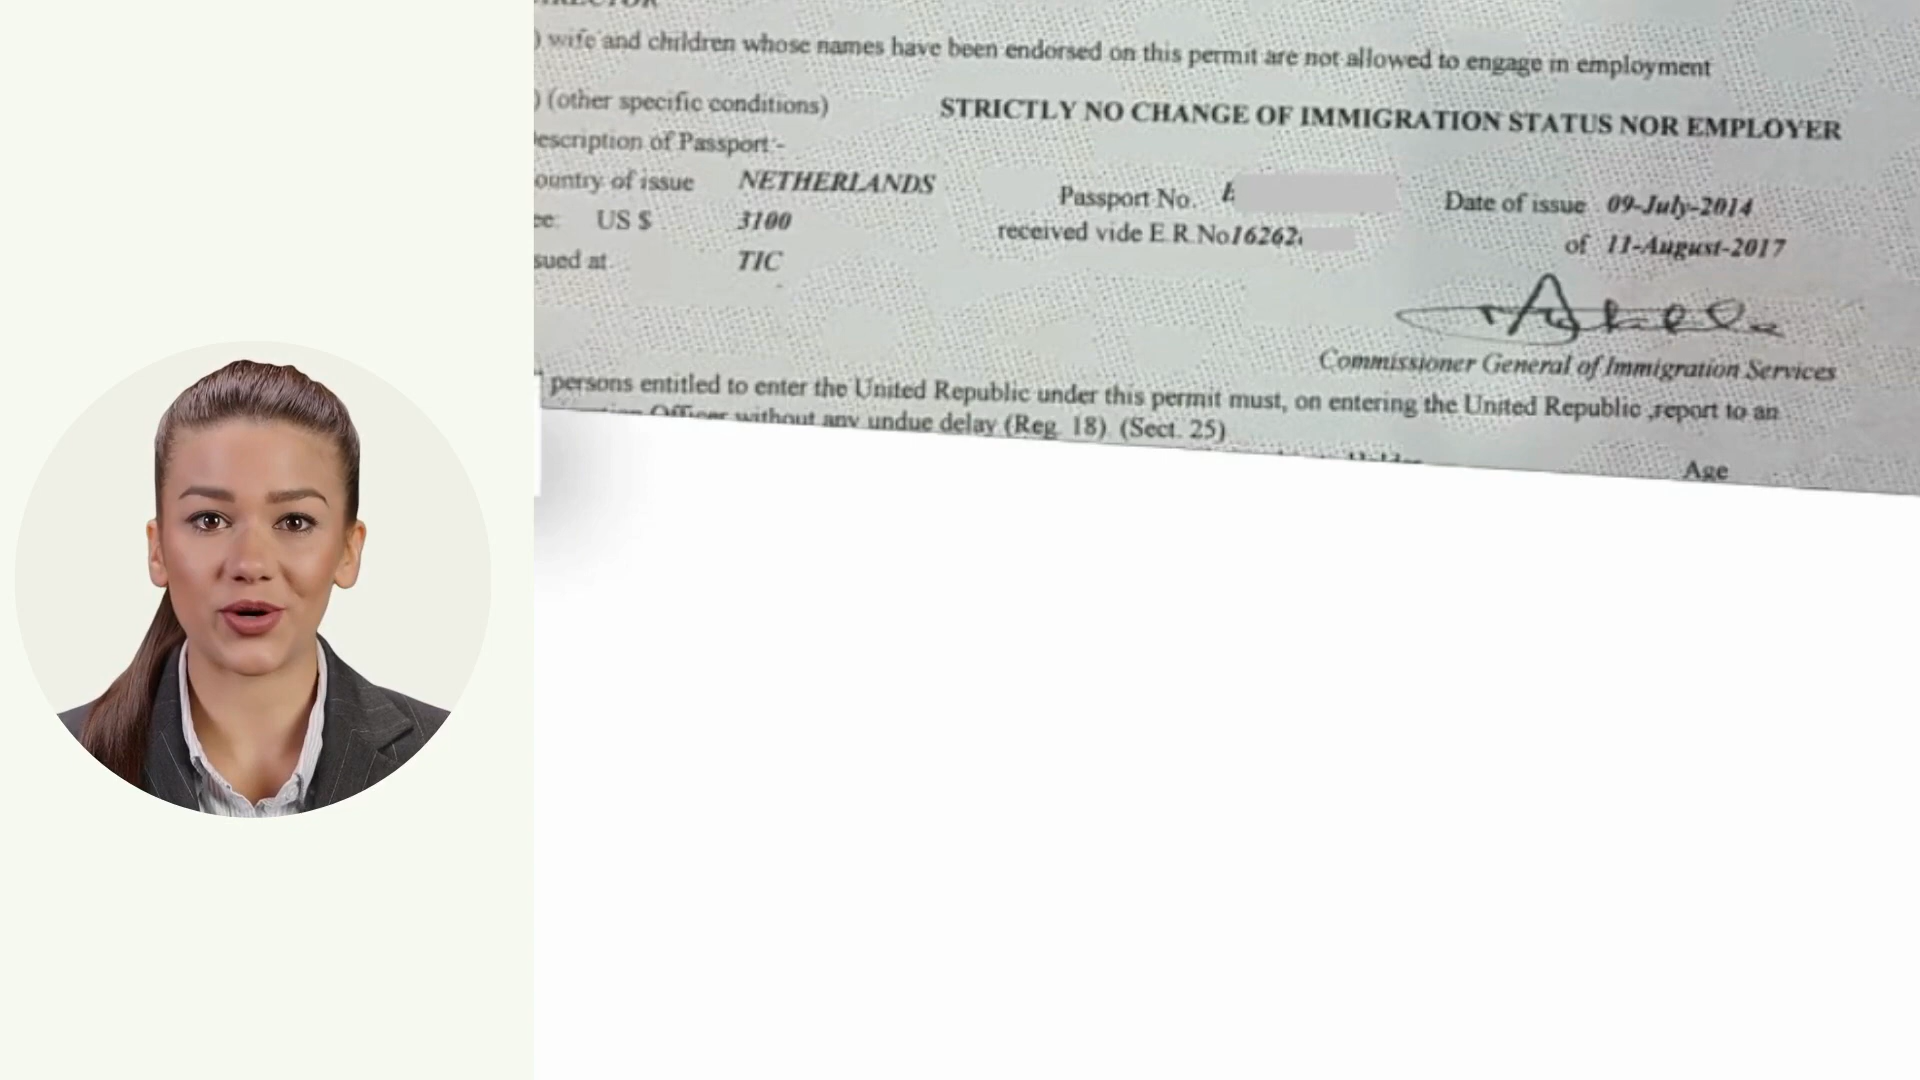 ) wife and children whose names have been endorsed on this permit are not allowed to engage in employment
) (other specific conditions) STRICTLY NO CHANGE OF IMMIGRATION STATUS NOR EMPLOYER
escription of Passport:-
ountry of issue NETHERLANDS Passport No. Date of issue 09-July-2014
ee: US $ 3100 received vide E.R.No16262 of 11-August-2017
sued at TIC
Commissioner General of Immigration Services
persons entitled to enter the United Republic under this permit must, on entering the United Republic ,report to an
Officer without any undue delay (Reg. 18) (Sect. 25)
Age